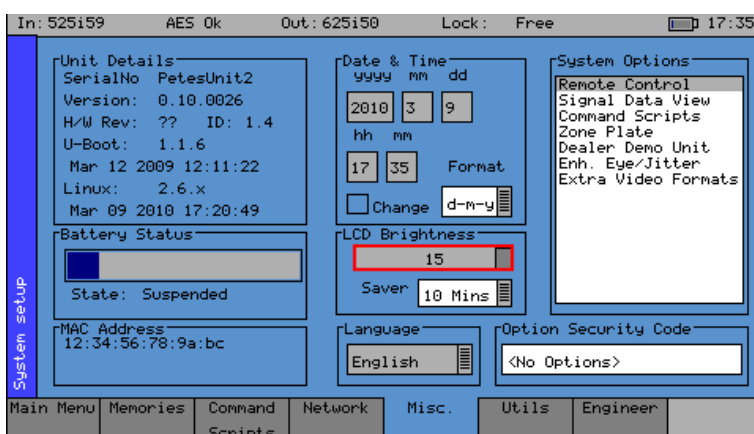 In: 525i59 AES Ok Out: 625i50 Lock: Free 17:35
Unit Details
SerialNo PetesUnit2
Version: 0.10.0026
H/W Rev: ?? ID: 1.4
U-Boot: 1.1.6
Mar 12 2009 12:11:22
Linux: 2.6.x
Mar 09 2010 17:20:49
Date & Time
yyyy mm dd
2010 3 9
hh mm
17 35 Format
Change d-m-y
System Options
Remote Control
Signal Data View
Command Scripts
Zone Plate
Dealer Demo Unit
Enh. Eye/Jitter
Extra Video Formats
Battery Status
State: Suspended
LCD Brightness
15
Saver 10 Mins
MAC Address
12:34:56:78:9a:bc
Language
English
Option Security Code
<No Options>
System setup
Main Menu Memories Command Scripts Network Misc. Utils Engineer